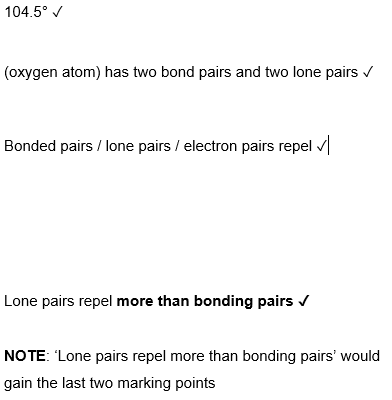 104.5° ✓
(oxygen atom) has two bond pairs and two lone pairs ✓
Bonded pairs / lone pairs / electron pairs repel ✓
Lone pairs repel more than bonding pairs ✓
NOTE: ‘Lone pairs repel more than bonding pairs’ would
gain the last two marking points